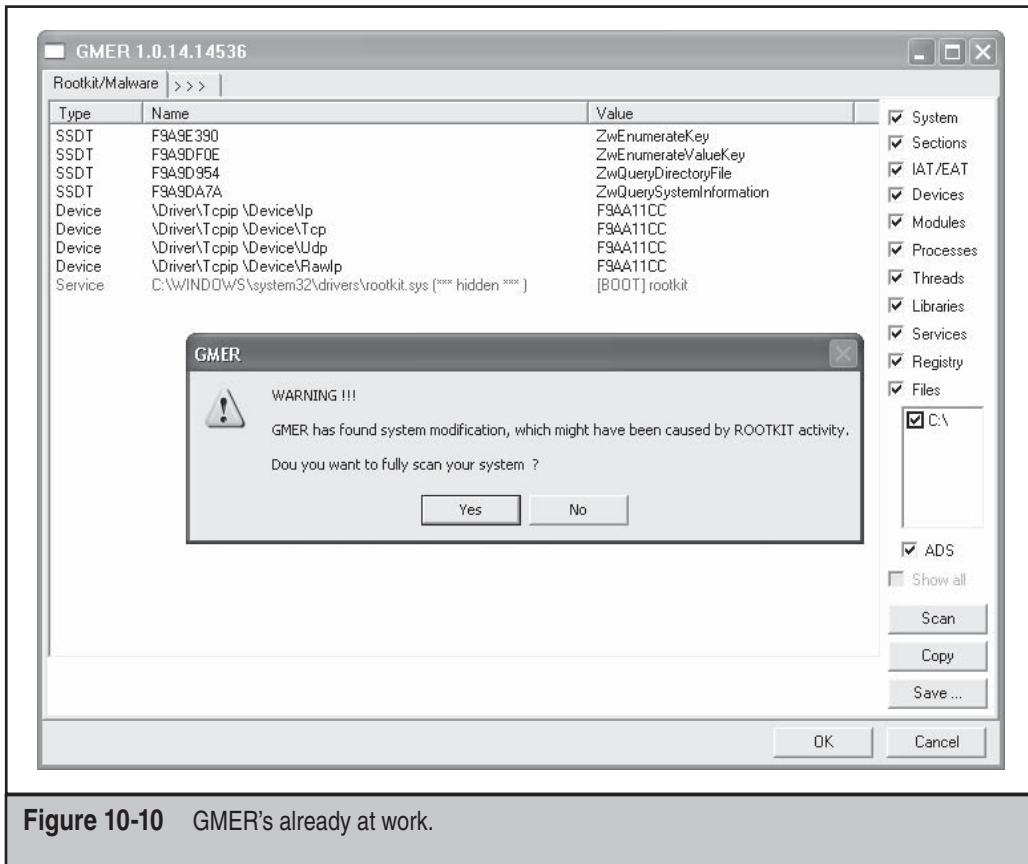 GMER 1.0.14.14536
Rootkit/Malware > > >
Type Name Value
SSDT F9A9E390 ZwEnumerateKey
SSDT F9A9DF0E ZwEnumerateValueKey
SSDT F9A9D954 ZwQueryDirectoryFile
SSDT F9A9DA7A ZwQuerySystemInformation
Device \Driver\Tcpip \Device\Ip F9AA11CC
Device \Driver\Tcpip \Device\Tcp F9AA11CC
Device \Driver\Tcpip \Device\Udp F9AA11CC
Device \Driver\Tcpip \Device\RawIp F9AA11CC
Service C:\WINDOWS\system32\drivers\rootkit.sys (*** hidden *** ) [BOOT] rootkit
System
Sections
IAT/EAT
Devices
Modules
Processes
Threads
Libraries
Services
Registry
Files
C:\
ADS
Show all
Scan
Copy
Save ...
GMER
WARNING !!!
GMER has found system modification, which might have been caused by ROOTKIT activity.
Dou you want to fully scan your system ?
Yes No
OK Cancel
Figure 10-10 GMER's already at work.